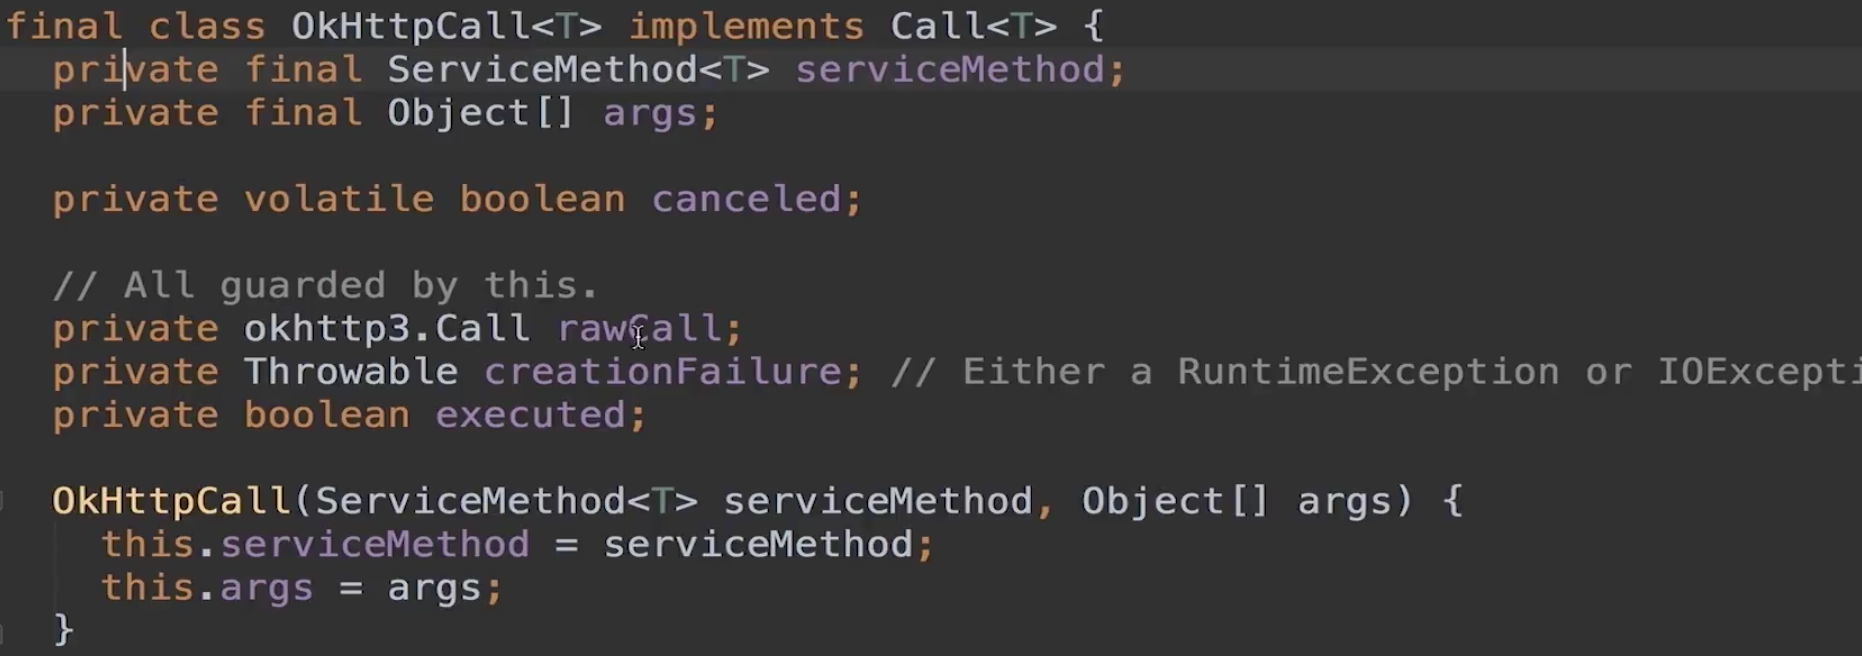 final class OkHttpCall<T> implements Call<T> {
private final ServiceMethod<T> serviceMethod;
private final Object[] args;
private volatile boolean canceled;
// All guarded by this.
private okhttp3.Call rawCall;
private Throwable creationFailure; // Either a RuntimeException or IOExcepti
private boolean executed;
OkHttpCall(ServiceMethod<T> serviceMethod, Object[] args) {
this.serviceMethod = serviceMethod;
this.args = args;
}